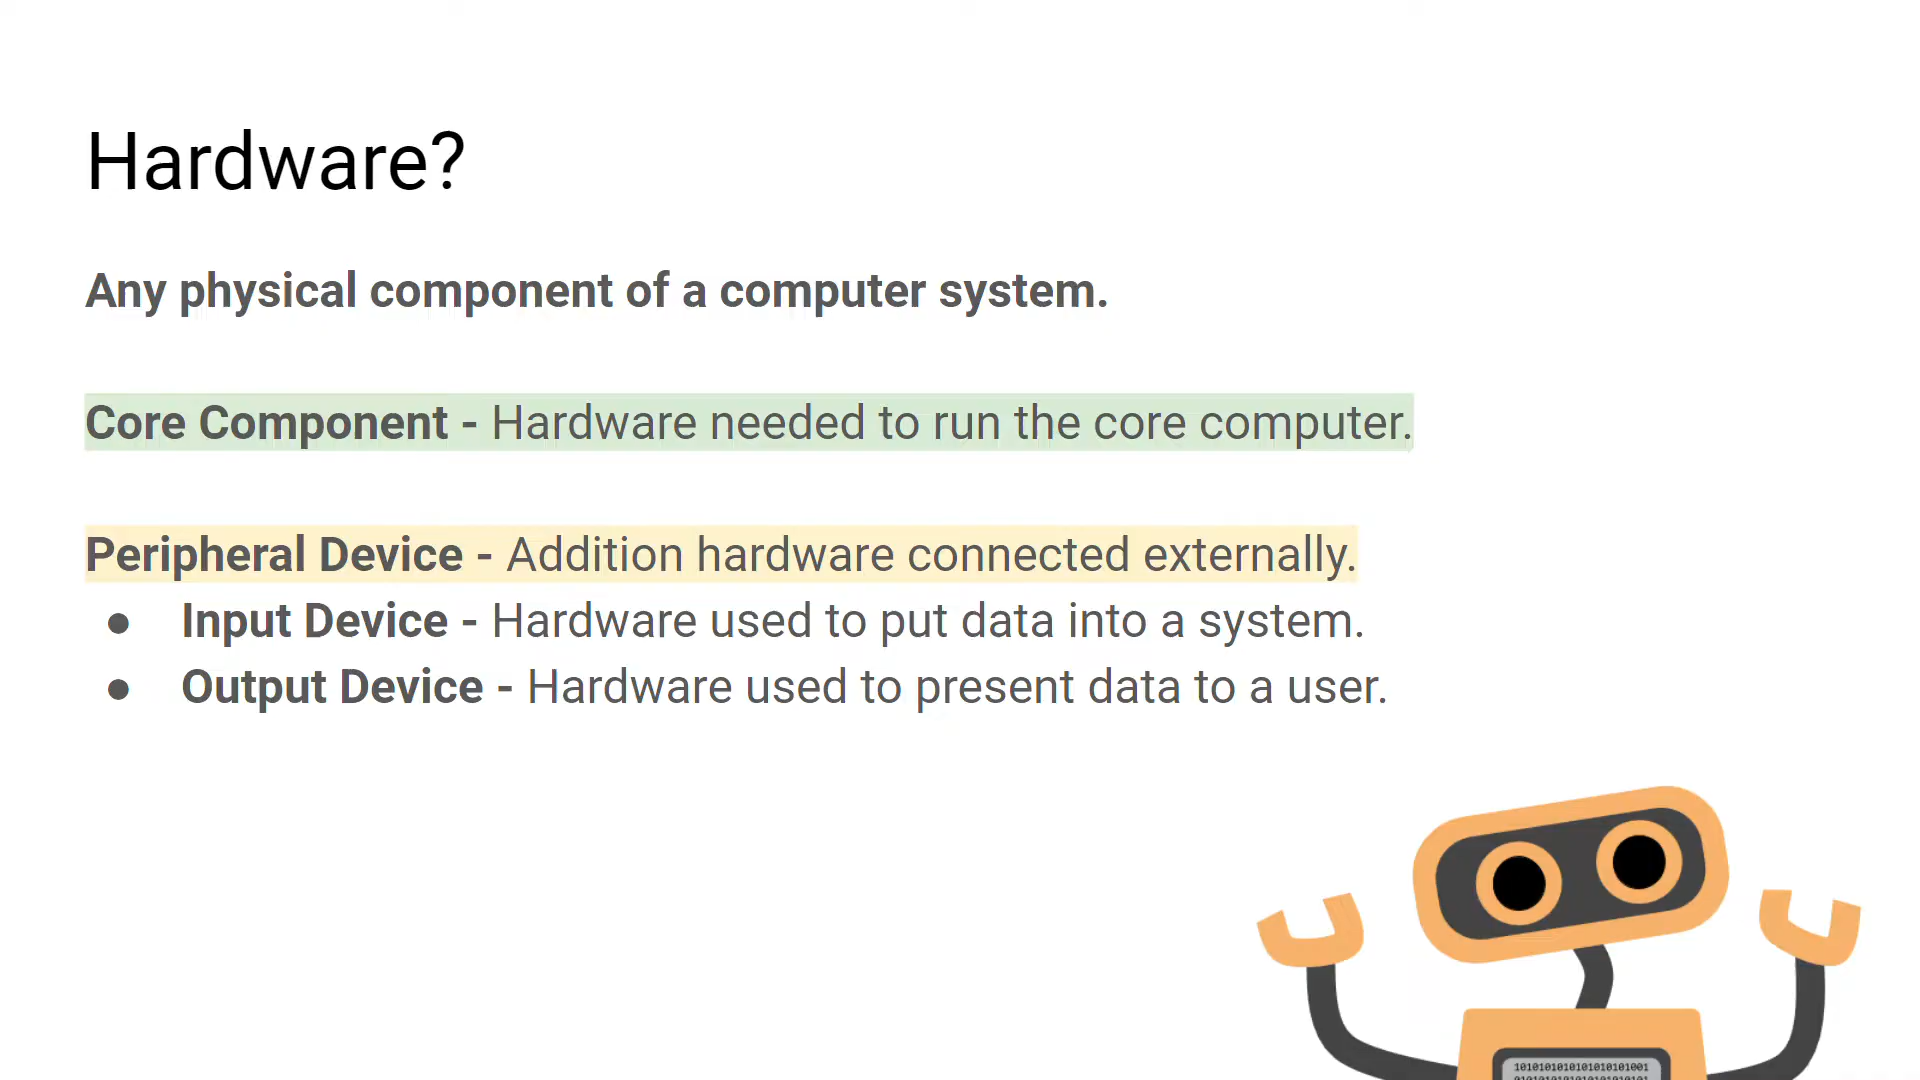 Hardware?
Any physical component of a computer system.
Core Component - Hardware needed to run the core computer.
Peripheral Device - Addition hardware connected externally.
● Input Device - Hardware used to put data into a system.
● Output Device - Hardware used to present data to a user.